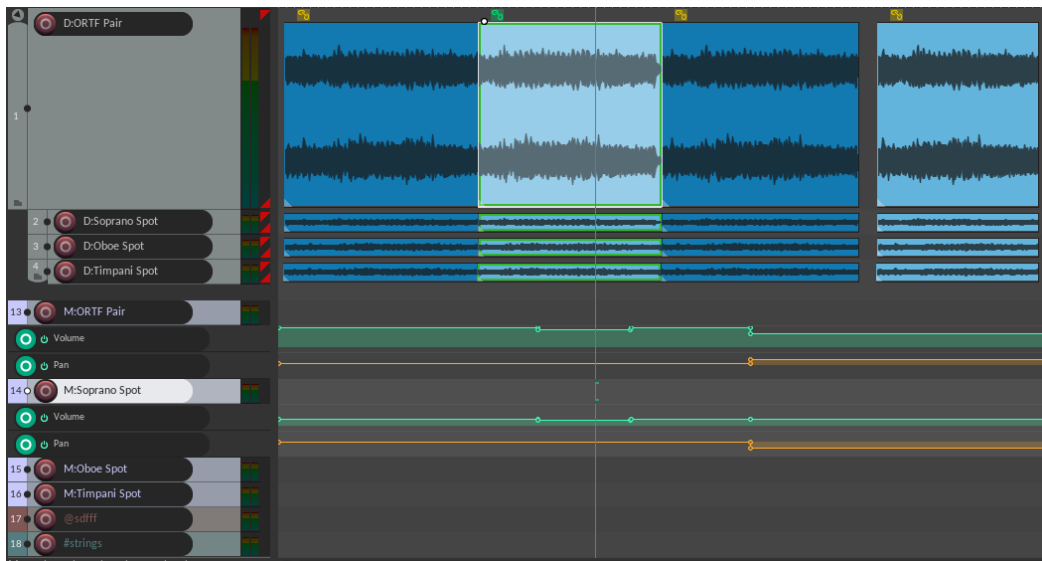 1 D:ORTF Pair
2 D:Soprano Spot
3 D:Oboe Spot
4 D:Timpani Spot
13 M:ORTF Pair
Volume
Pan
14 M:Soprano Spot
Volume
Pan
15 M:Oboe Spot
16 M:Timpani Spot
17 @sdfff
18 #strings